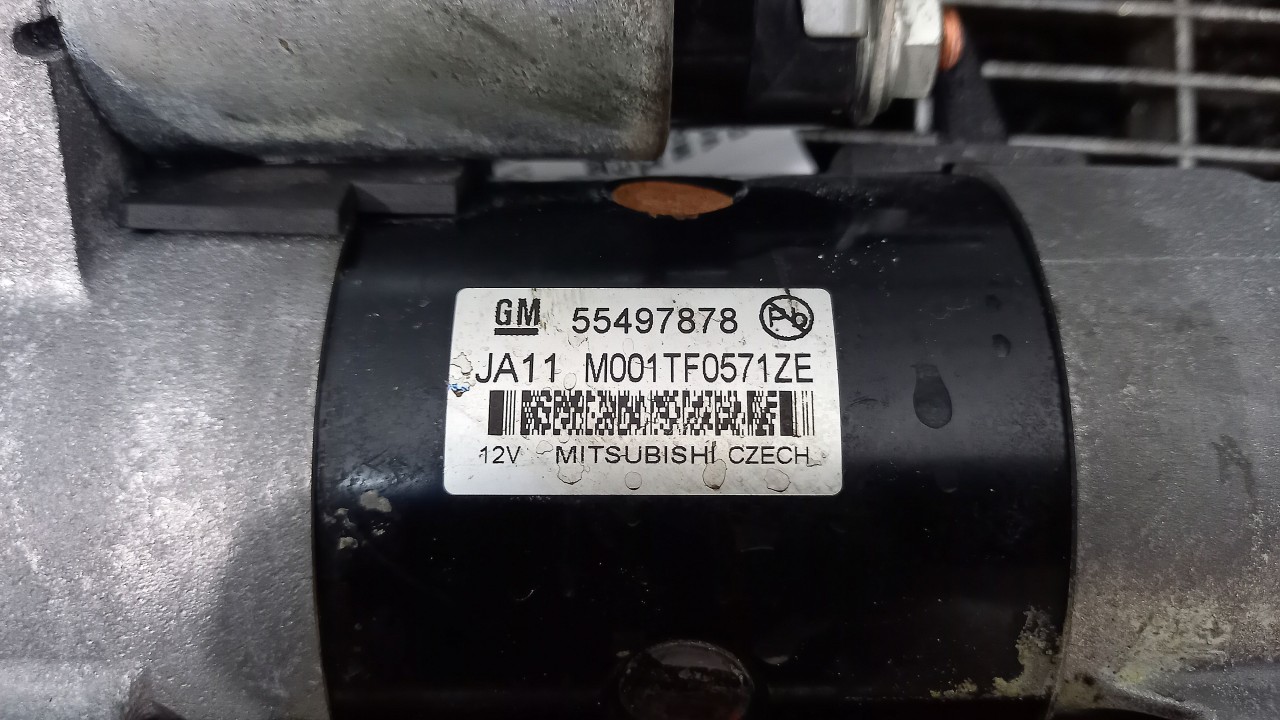 GM 55497878 Pb
JA11 M001TF0571ZE
12V MITSUBISHI CZECH